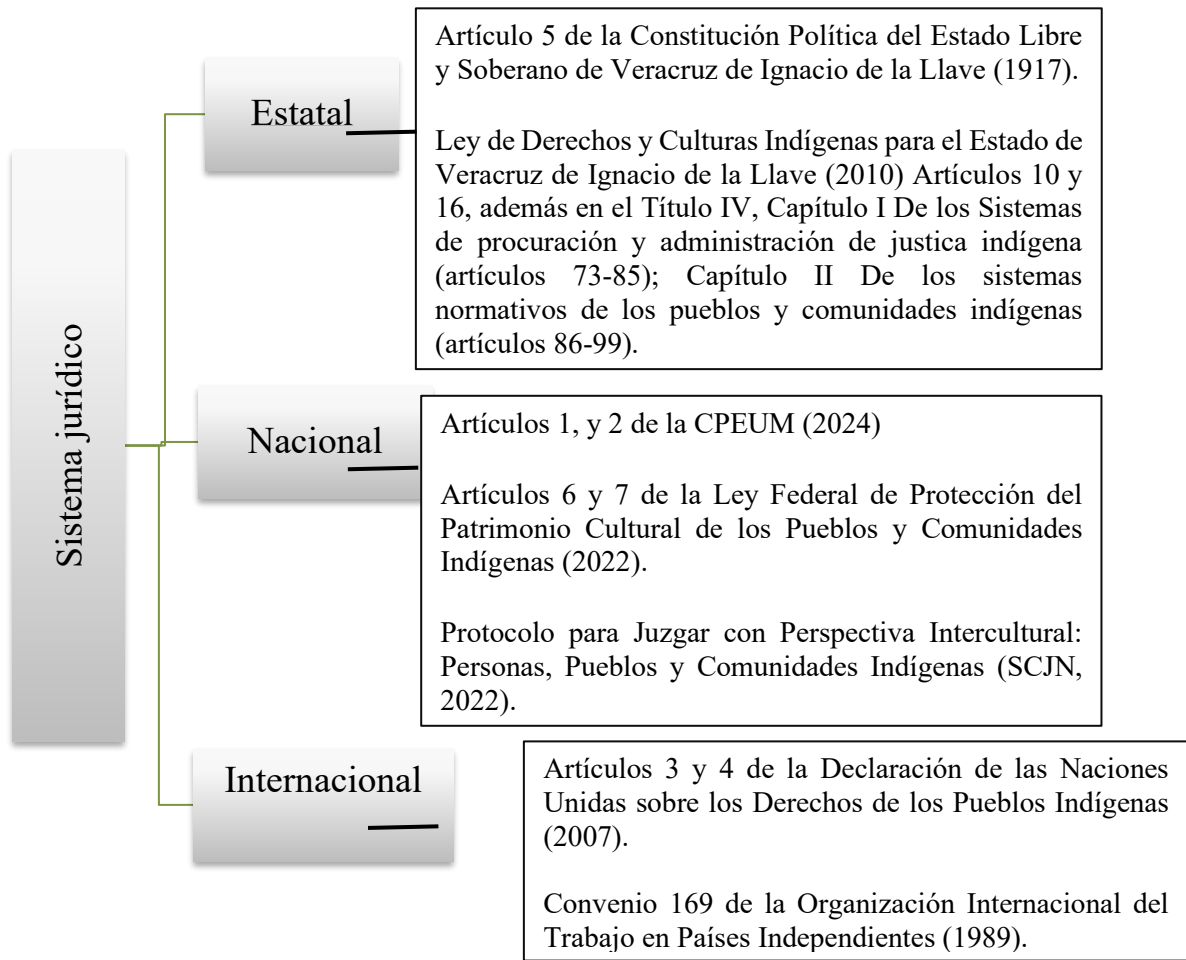 Sistema jurídico
Estatal
Artículo 5 de la Constitución Política del Estado Libre
y Soberano de Veracruz de Ignacio de la Llave (1917).
Ley de Derechos y Culturas Indígenas para el Estado de
Veracruz de Ignacio de la Llave (2010) Artículos 10 y
16, además en el Título IV, Capítulo I De los Sistemas
de procuración y administración de justica indígena
(artículos 73-85); Capítulo II De los sistemas
normativos de los pueblos y comunidades indígenas
(artículos 86-99).
Nacional
Artículos 1, y 2 de la CPEUM (2024)
Artículos 6 y 7 de la Ley Federal de Protección del
Patrimonio Cultural de los Pueblos y Comunidades
Indígenas (2022).
Protocolo para Juzgar con Perspectiva Intercultural:
Personas, Pueblos y Comunidades Indígenas (SCJN,
2022).
Internacional
Artículos 3 y 4 de la Declaración de las Naciones
Unidas sobre los Derechos de los Pueblos Indígenas
(2007).
Convenio 169 de la Organización Internacional del
Trabajo en Países Independientes (1989).